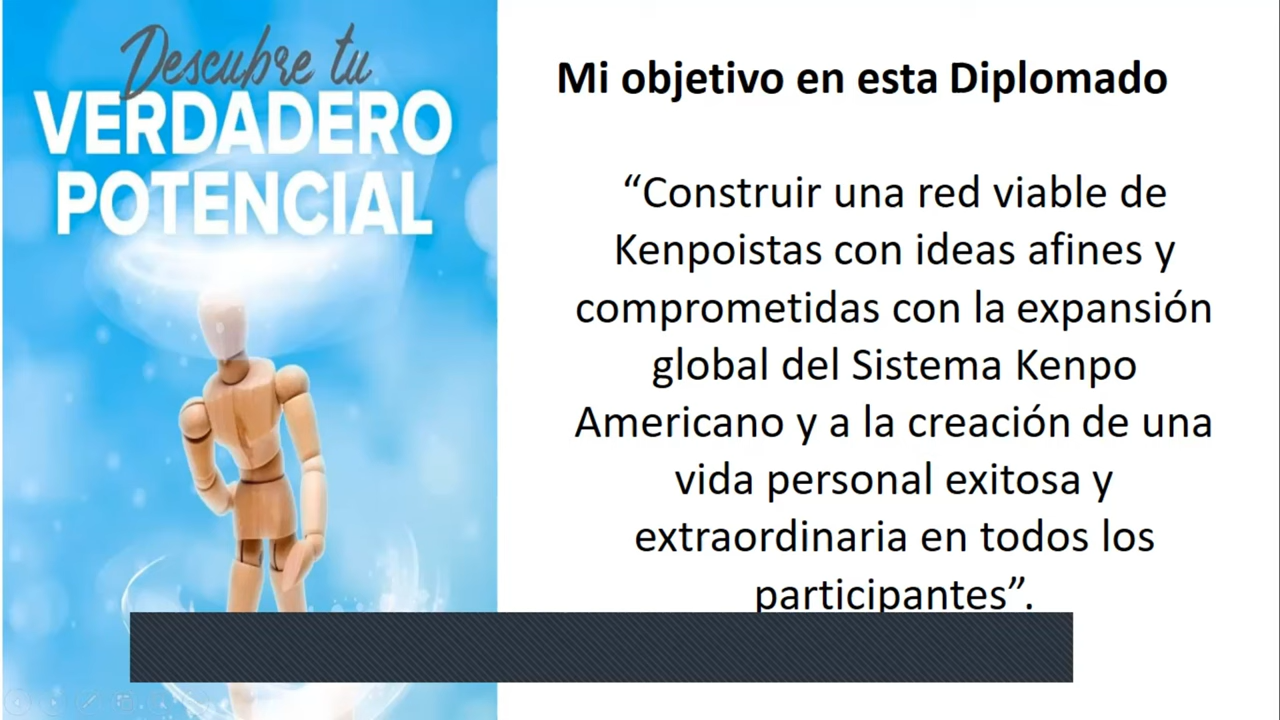 Descubre tu
VERDADERO
POTENCIAL
Mi objetivo en esta Diplomado
“Construir una red viable de
Kenpoistas con ideas afines y
comprometidas con la expansión
global del Sistema Kenpo
Americano y a la creación de una
vida personal exitosa y
extraordinaria en todos los
participantes”.